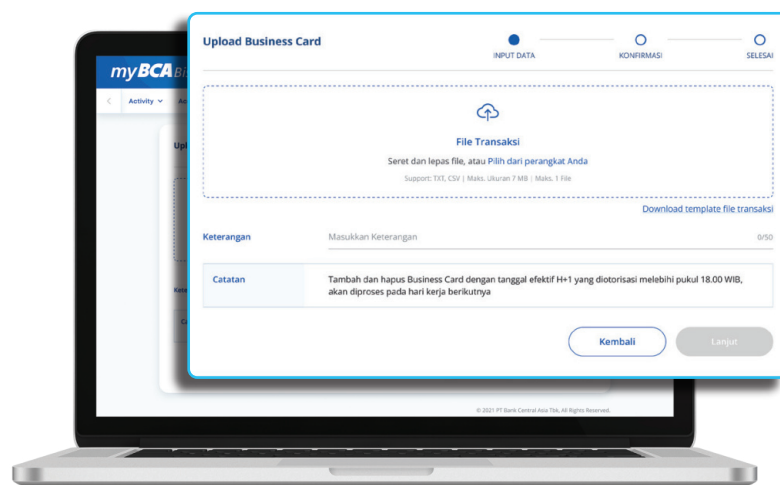 Upload Business Card
INPUT DATA
KONFIRMASI
SELESAI
myBCA
Activity
File Transaksi
Seret dan lepas file, atau Pilih dari perangkat Anda
Support: TXT, CSV | Maks. Ukuran 7 MB | Maks. 1 File
Download template file transaksi
Keterangan
Masukkan Keterangan
0/50
Catatan
Tambah dan hapus Business Card dengan tanggal efektif H+1 yang diotorisasi melebihi pukul 18.00 WIB,
akan diproses pada hari kerja berikutnya
Kembali
Lanjut
© 2021 PT Bank Central Asia Tbk. All Rights Reserved.